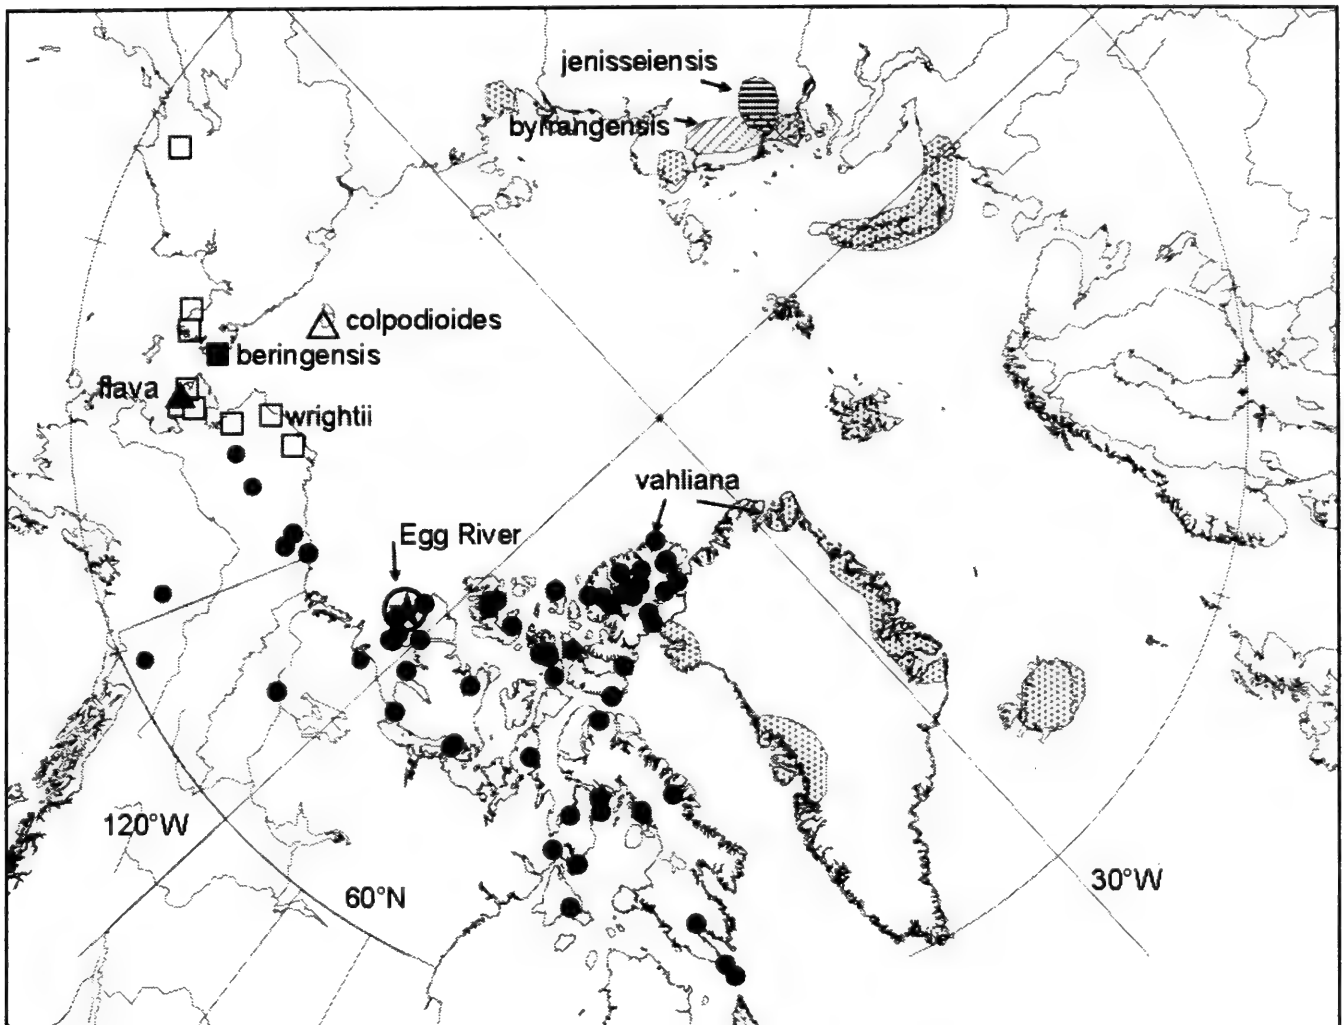 jenisseiensis
byrrangensis
colpodioides
beringensis
flava
wrightii
vahliana
Egg River
120°W
60°N
30°W